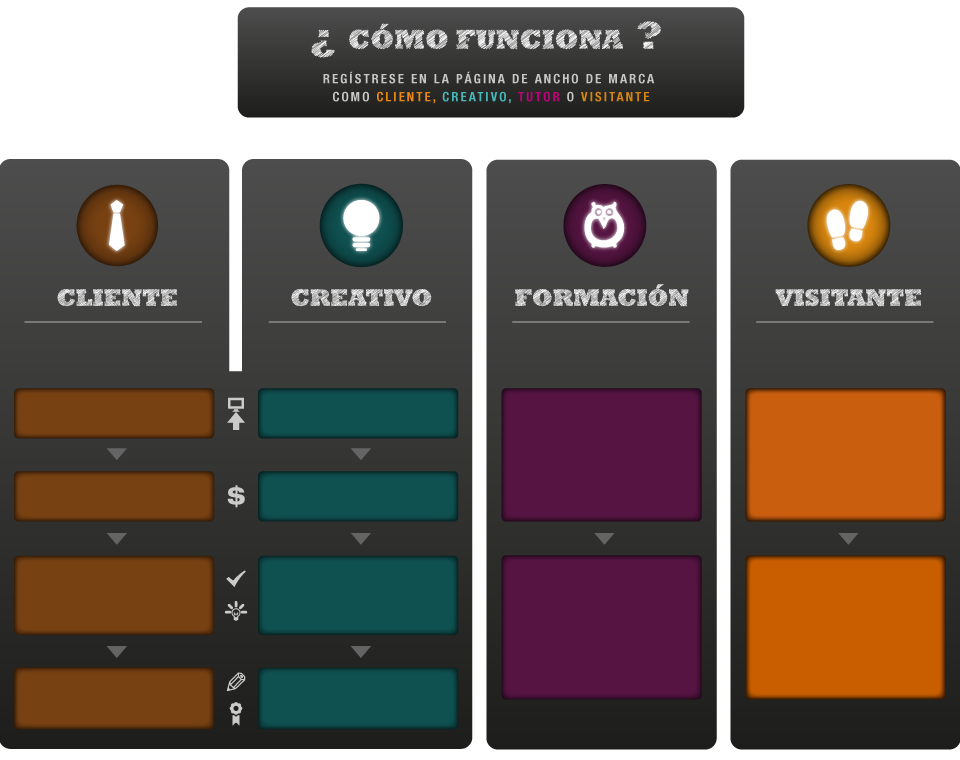 ¿ CÓMO FUNCIONA ?
REGÍSTRESE EN LA PÁGINA DE ANCHO DE MARCA
COMO CLIENTE, CREATIVO, TUTOR O VISITANTE
CLIENTE
CREATIVO
FORMACIÓN
VISITANTE
$